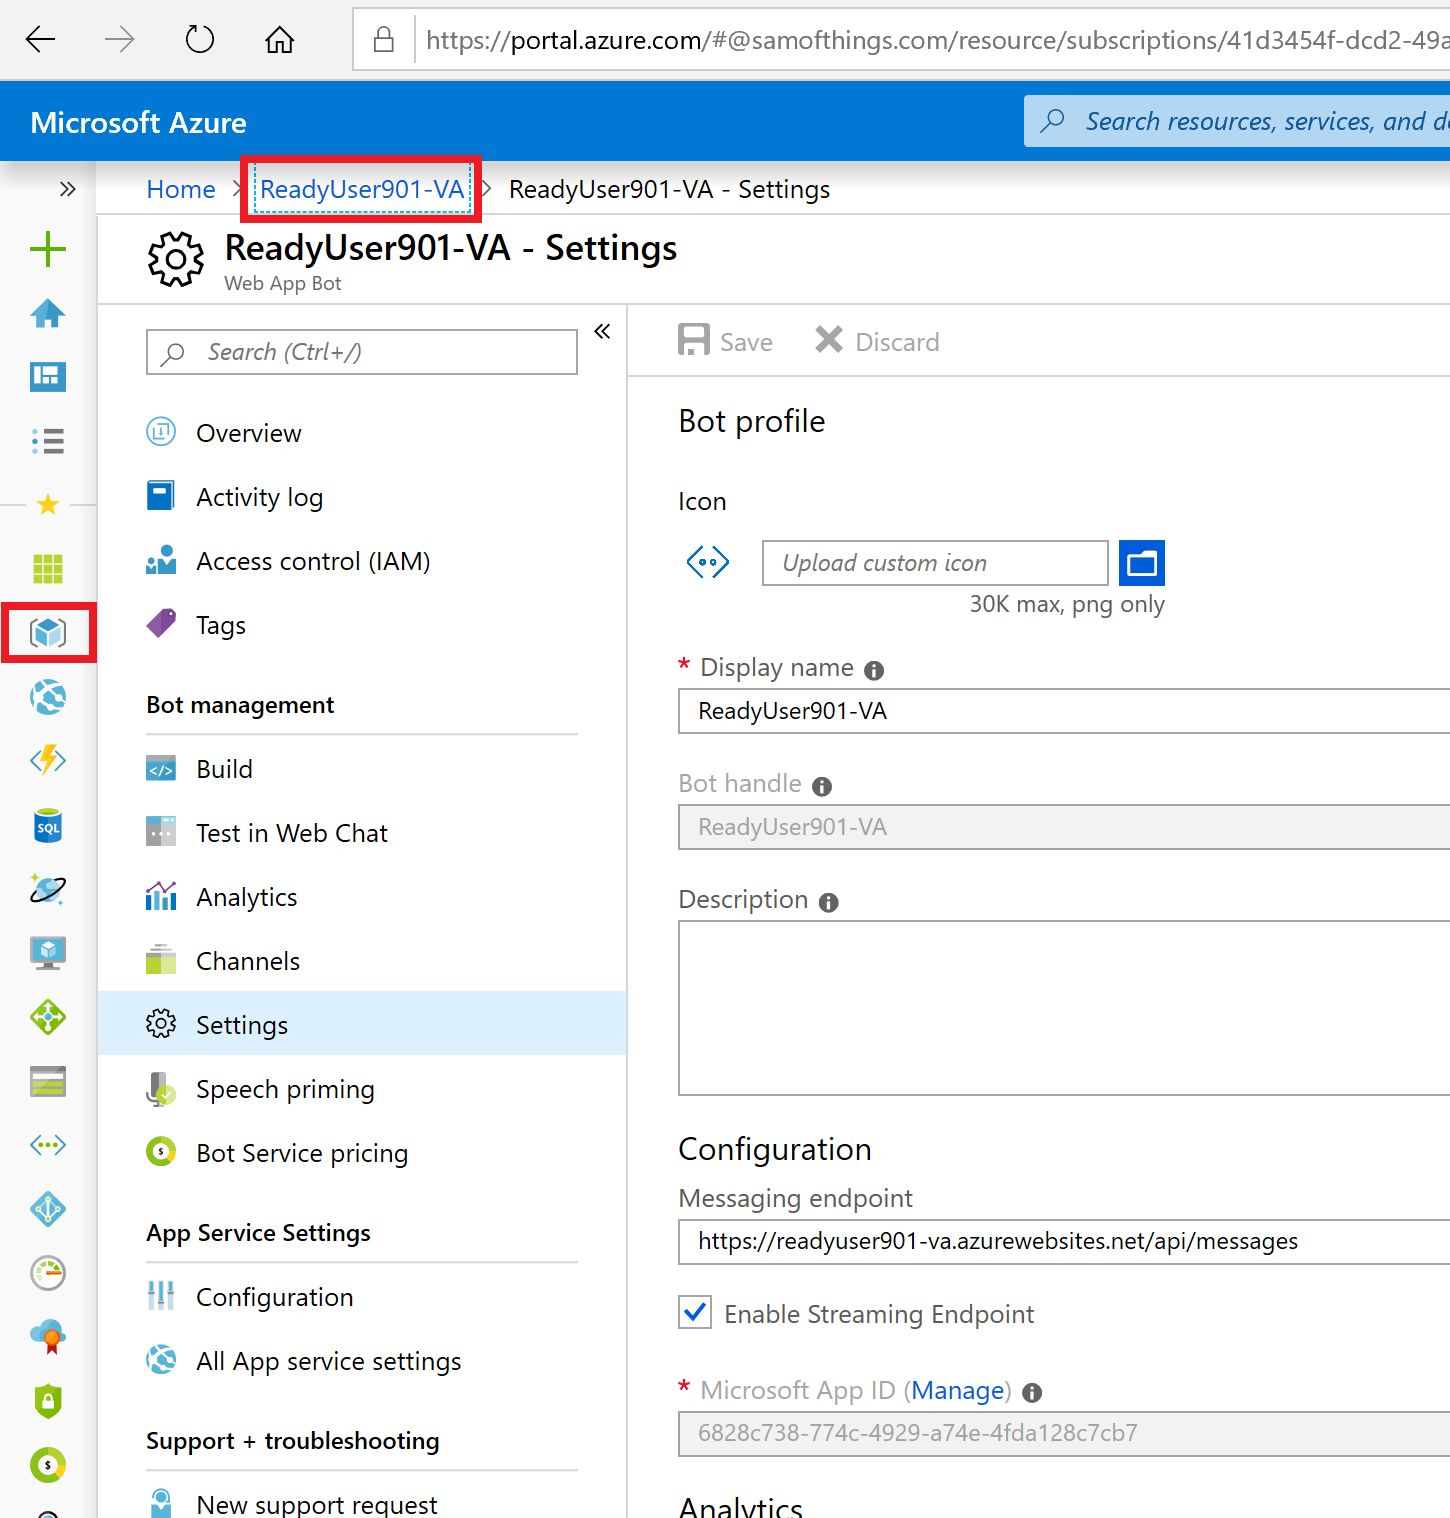 https://portal.azure.com/#@samofthings.com/resource/subscriptions/41d3454f-dcd2-49a
Microsoft Azure
Search resources, services, and do
Home
ReadyUser901-VA
ReadyUser901-VA - Settings
ReadyUser901-VA - Settings
Web App Bot
Search (Ctrl+/)
Overview
Activity log
Access control (IAM)
Tags
Bot management
Build
Test in Web Chat
Analytics
Channels
Settings
Speech priming
Bot Service pricing
App Service Settings
Configuration
All App service settings
Support + troubleshooting
New support request
Save
Discard
Bot profile
Icon
Upload custom icon
30K max, png only
* Display name
ReadyUser901-VA
Bot handle
ReadyUser901-VA
Description
Configuration
Messaging endpoint
https://readyuser901-va.azurewebsites.net/api/messages
Enable Streaming Endpoint
* Microsoft App ID (Manage)
6828c738-774c-4929-a74e-4fda128c7cb7
Analytics
SQL